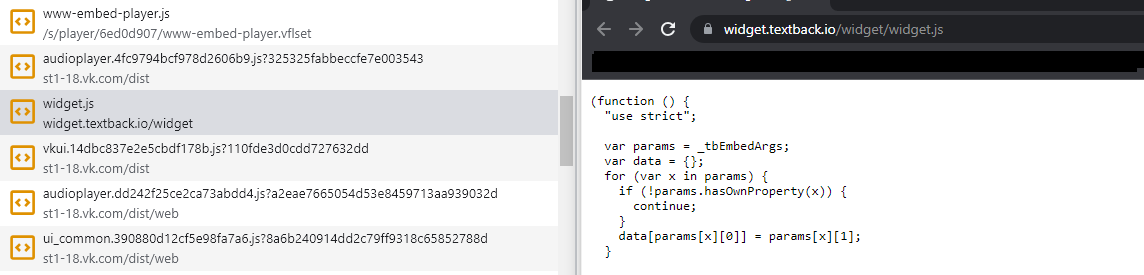 www-embed-player.js
/s/player/6ed0d907/www-embed-player.vflset
audioplayer.4fc9794bcf978d2606b9.js?325325fabbeccfe7e003543
st1-18.vk.com/dist
widget.js
widget.textback.io/widget
vkui.14dbc837e2e5cbdf178b.js?110fde3d0cdd727632dd
st1-18.vk.com/dist
audioplayer.dd242f25ce2ca73abdd4.js?a2eae7665054d53e8459713aa939032d
st1-18.vk.com/dist/web
ui_common.390880d12cf5e98fa7a6.js?8a6b240914dd2c79ff9318c65852788d
st1-18.vk.com/dist/web
widget.textback.io/widget/widget.js
(function () {
"use strict";
var params = _tbEmbedArgs;
var data = {};
for (var x in params) {
if (!params.hasOwnProperty(x)) {
continue;
}
data[params[x][0]] = params[x][1];
}